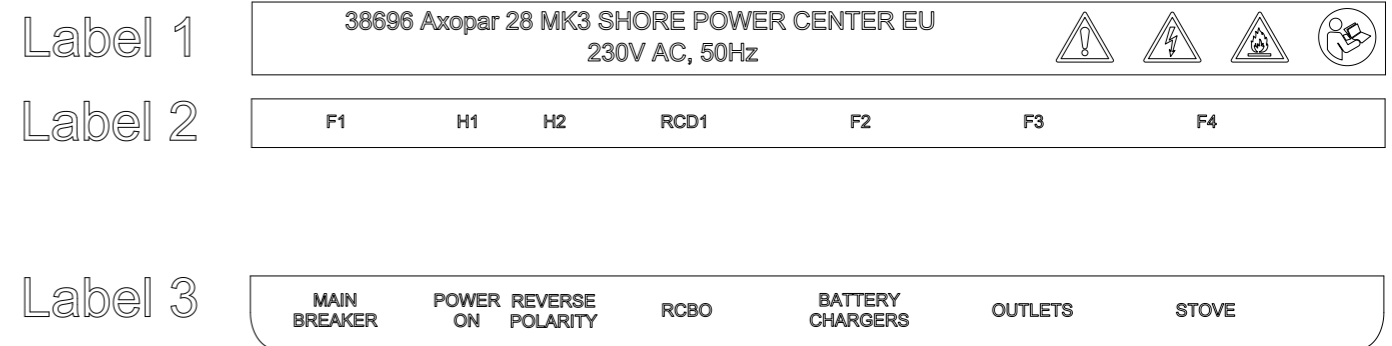 Label 1
38696 Axopar 28 MK3 SHORE POWER CENTER EU
230V AC, 50Hz
Label 2
F1 H1 H2 RCD1 F2 F3 F4
Label 3
MAIN BREAKER
POWER ON
REVERSE POLARITY
RCBO
BATTERY CHARGERS
OUTLETS
STOVE